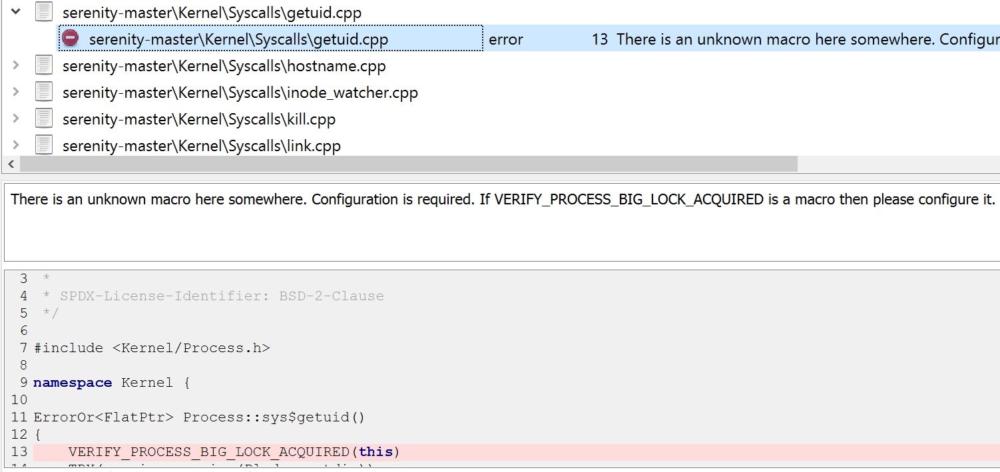 serenity-master\Kernel\Syscalls\getuid.cpp
serenity-master\Kernel\Syscalls\getuid.cpp error 13 There is an unknown macro here somewhere. Configur
serenity-master\Kernel\Syscalls\hostname.cpp
serenity-master\Kernel\Syscalls\inode_watcher.cpp
serenity-master\Kernel\Syscalls\kill.cpp
serenity-master\Kernel\Syscalls\link.cpp
There is an unknown macro here somewhere. Configuration is required. If VERIFY_PROCESS_BIG_LOCK_ACQUIRED is a macro then please configure it.
3 *
4 * SPDX-License-Identifier: BSD-2-Clause
5 */
6
7 #include <Kernel/Process.h>
8
9 namespace Kernel {
10
11 ErrorOr<FlatPtr> Process::sys$getuid()
12 {
13 VERIFY_PROCESS_BIG_LOCK_ACQUIRED(this)